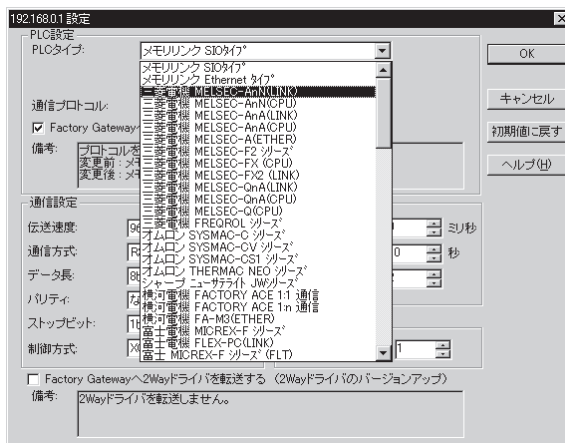 192.168.0.1 設定
PLC設定
PLCタイプ:
メモリリンク SIOタイプ
メモリリンク SIOタイプ
メモリリンク Ethernet タイプ
三菱電機 MELSEC-AnN(LINK)
三菱電機 MELSEC-AnN(CPU)
三菱電機 MELSEC-AnA(LINK)
三菱電機 MELSEC-AnA(CPU)
三菱電機 MELSEC-A(ETHER)
三菱電機 MELSEC-F2 シリーズ
三菱電機 MELSEC-FX (CPU)
三菱電機 MELSEC-FX2 (LINK)
三菱電機 MELSEC-QnA(LINK)
三菱電機 MELSEC-QnA(CPU)
三菱電機 MELSEC-Q(CPU)
三菱電機 FREQROL シリーズ
オムロン SYSMAC-C シリーズ
オムロン SYSMAC-CV シリーズ
オムロン SYSMAC-CS1 シリーズ
オムロン THERMAC NEO シリーズ
シャープ ニューサテライト JWシリーズ
横河電機 FACTORY ACE 1:1 通信
横河電機 FACTORY ACE 1:n 通信
横河電機 FA-M3(ETHER)
富士電機 MICREX-F シリーズ
富士電機 FLEX-PC(LINK)
富士 MICREX-F シリーズ (FLT)
OK
キャンセル
初期値に戻す
ヘルプ(H)
通信プロトコル:
Factory Gatewayへ
備考:
プロトコルを
変更前 : メモ
変更後 : メモ
通信設定
伝送速度:
ミリ秒
通信方式:
0 秒
データ長:
パリティ:
ストップビット:
制御方式:
1
Factory Gatewayへ2Wayドライバを転送する (2Wayドライバのバージョンアップ)
備考:
2Wayドライバを転送しません。